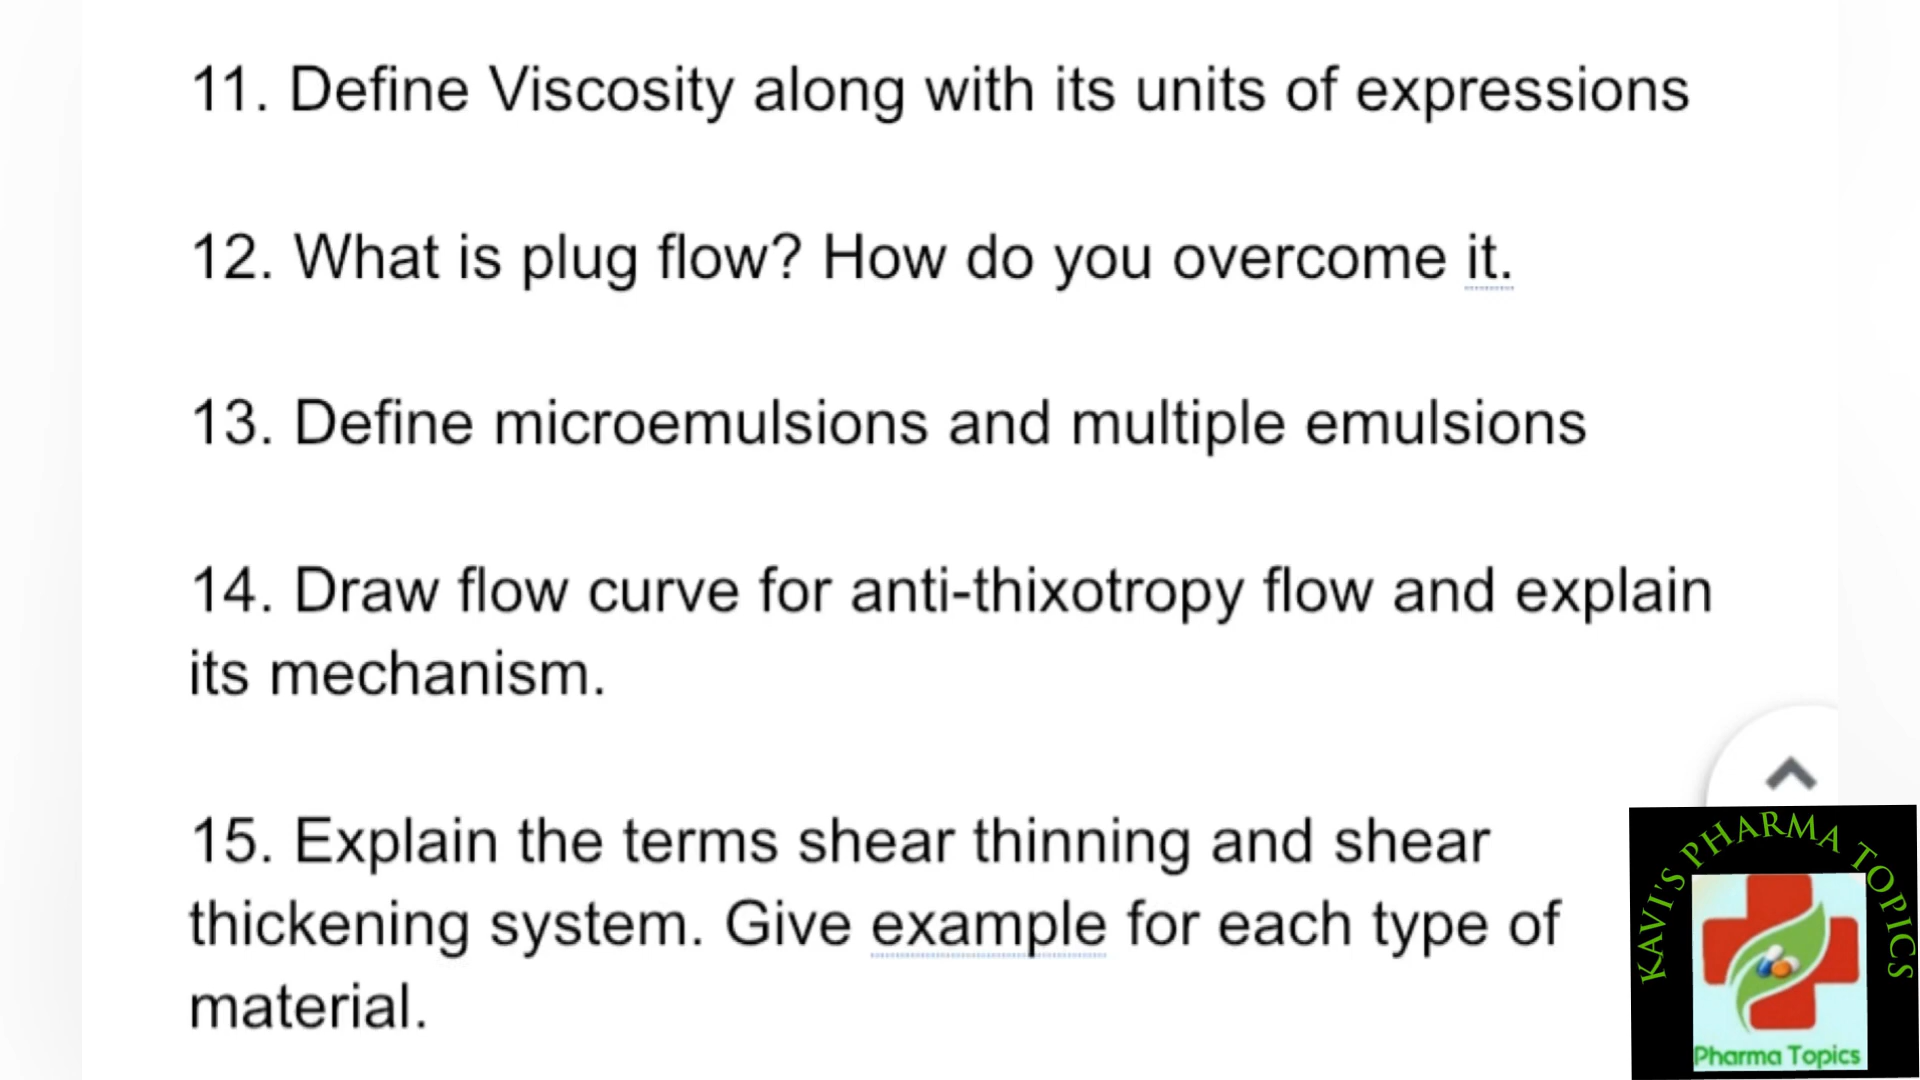 11. Define Viscosity along with its units of expressions
12. What is plug flow? How do you overcome it.
13. Define microemulsions and multiple emulsions
14. Draw flow curve for anti-thixotropy flow and explain
its mechanism.
15. Explain the terms shear thinning and shear
thickening system. Give example for each type of
material.
KAVI'S PHARMA TOPICS
Pharma Topics